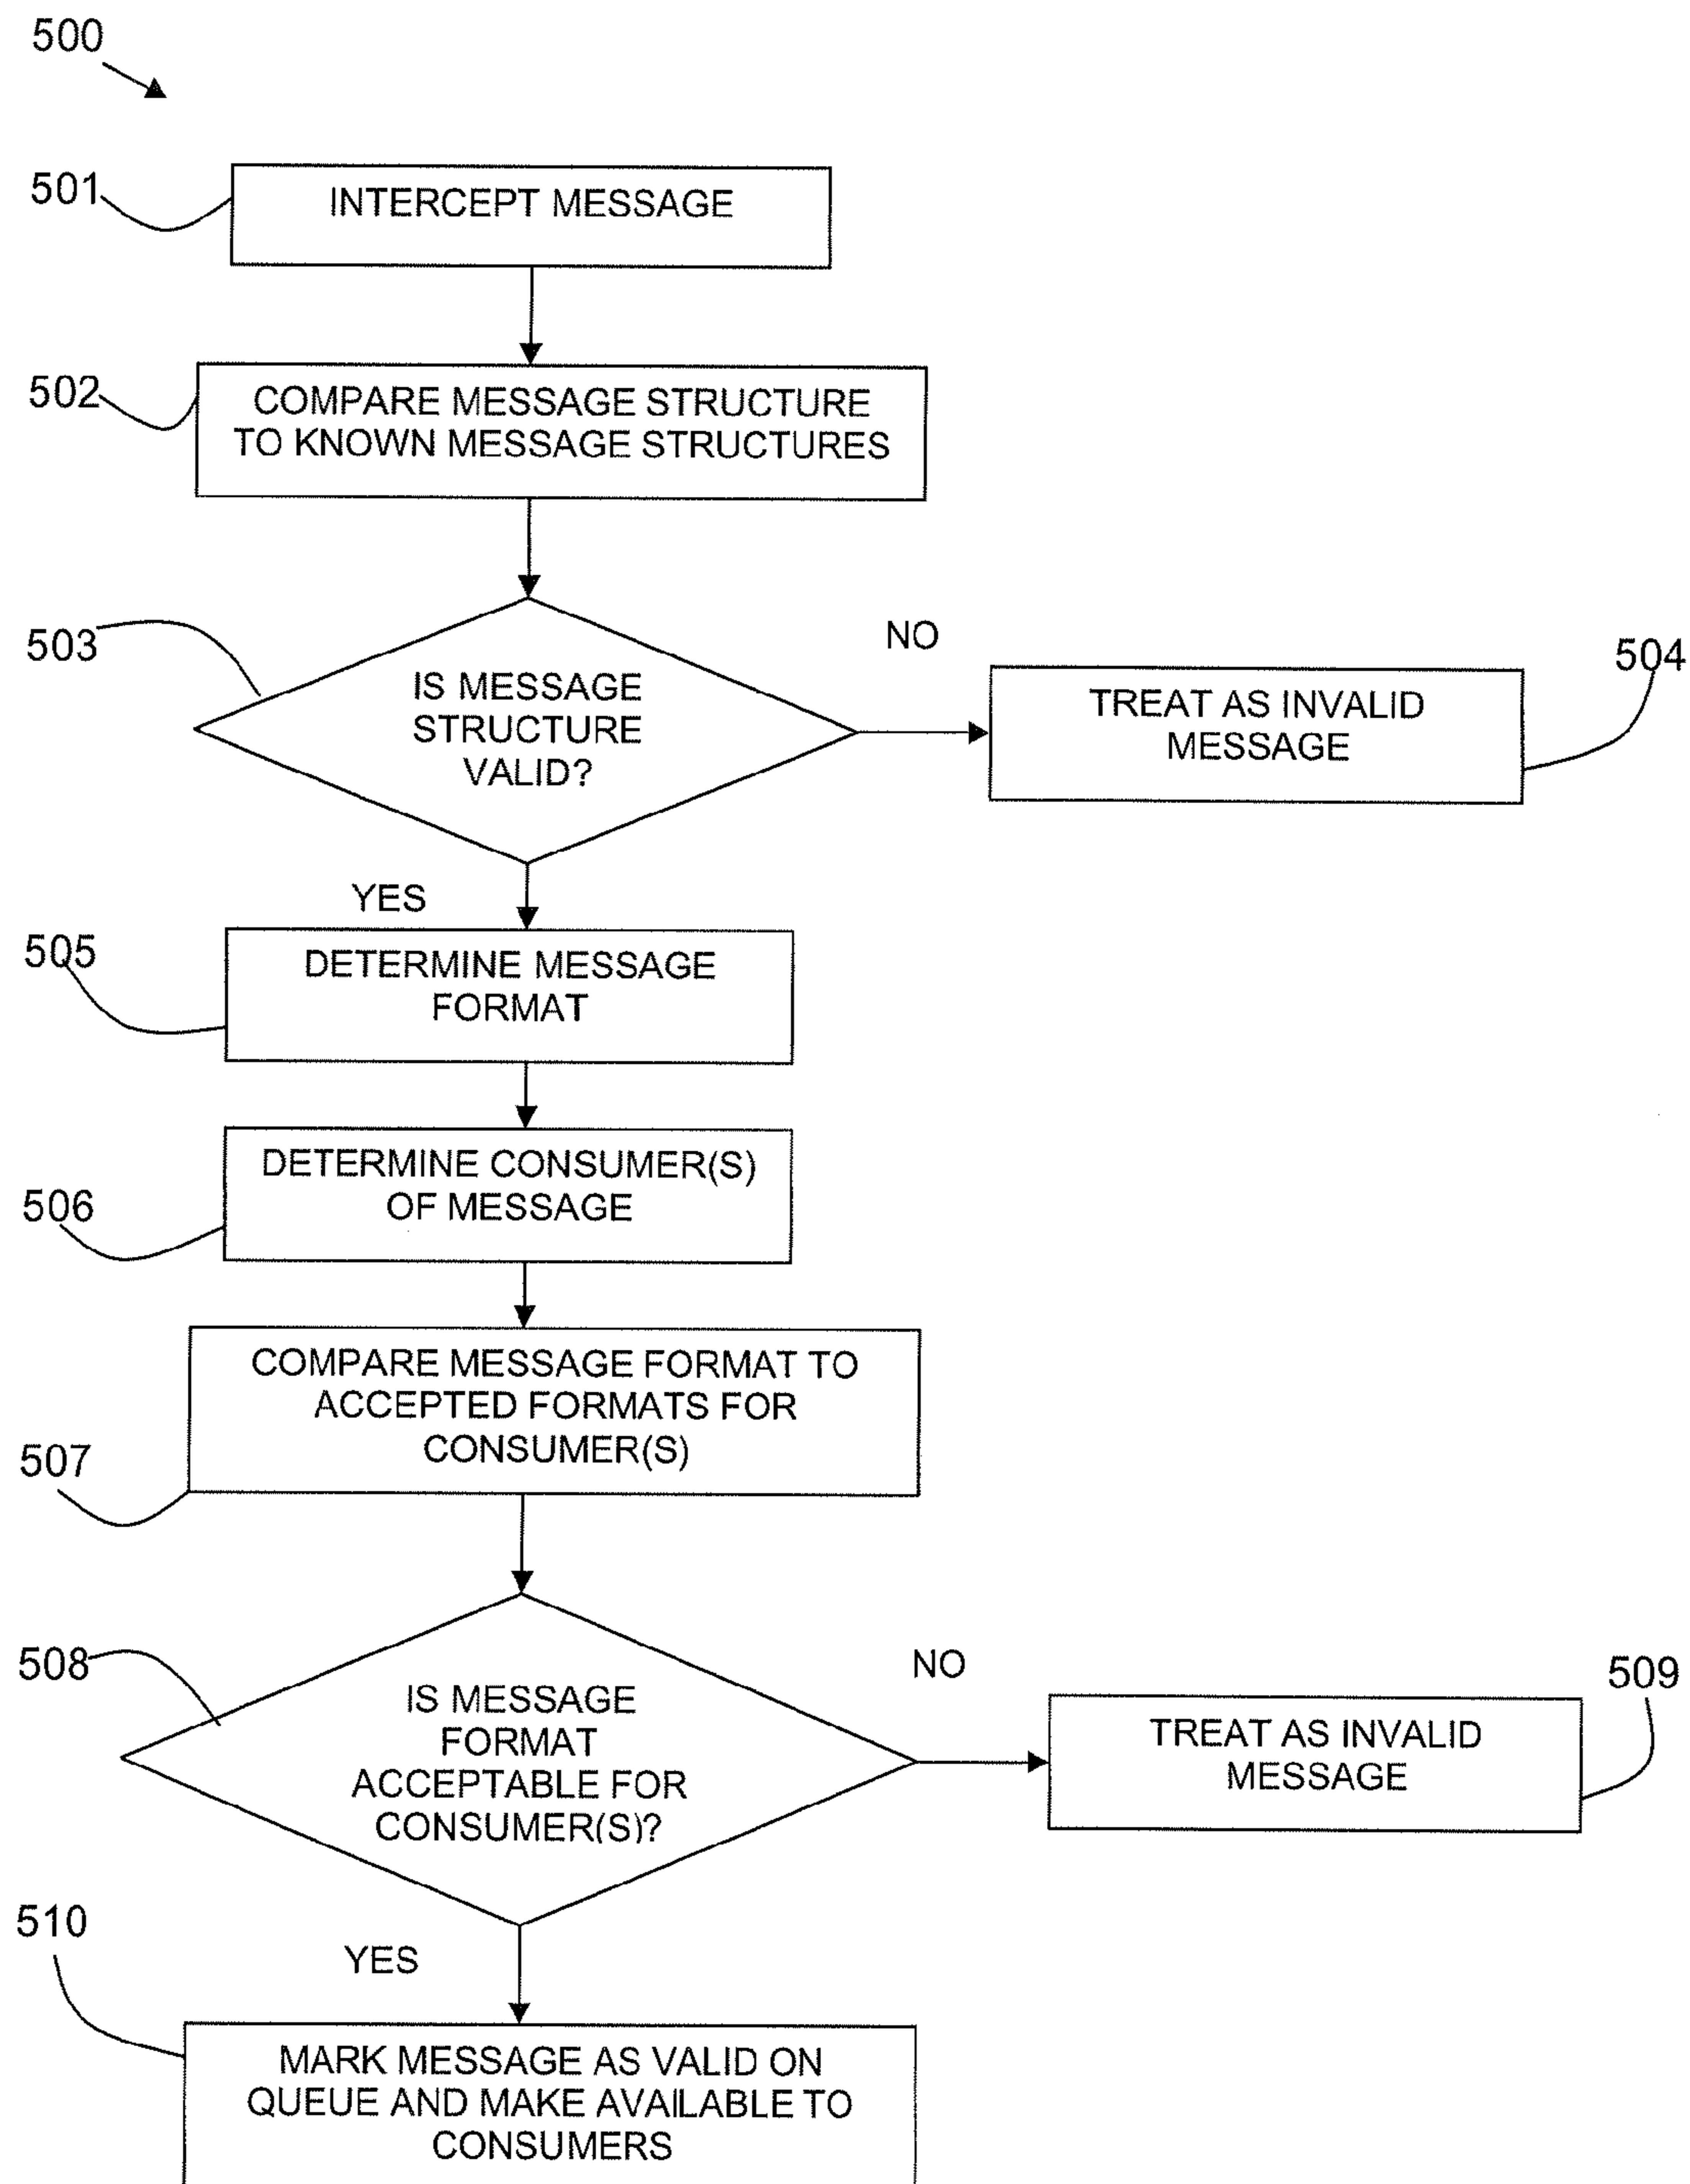 500
501
INTERCEPT MESSAGE
502
COMPARE MESSAGE STRUCTURE
TO KNOWN MESSAGE STRUCTURES
503
IS MESSAGE
STRUCTURE
VALID?
NO
504
TREAT AS INVALID
MESSAGE
YES
505
DETERMINE MESSAGE
FORMAT
506
DETERMINE CONSUMER(S)
OF MESSAGE
507
COMPARE MESSAGE FORMAT TO
ACCEPTED FORMATS FOR
CONSUMER(S)
508
IS MESSAGE
FORMAT
ACCEPTABLE FOR
CONSUMER(S)?
NO
509
TREAT AS INVALID
MESSAGE
YES
510
MARK MESSAGE AS VALID ON
QUEUE AND MAKE AVAILABLE TO
CONSUMERS